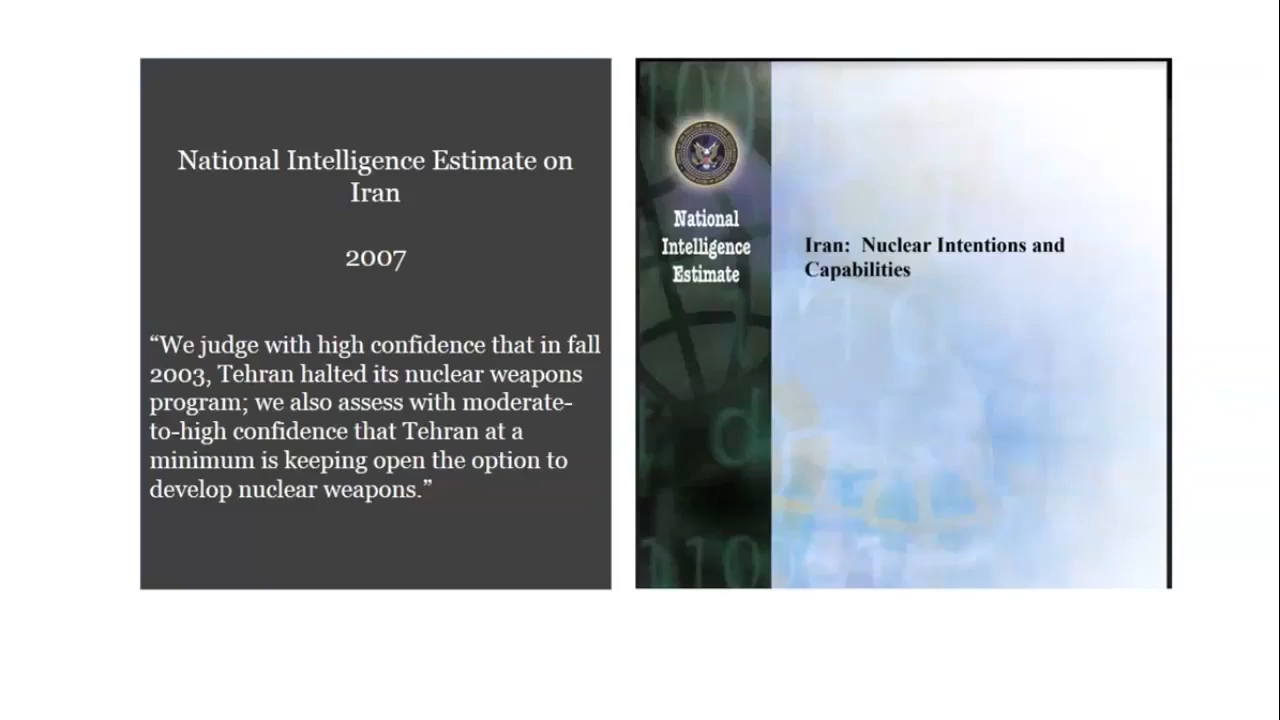 National Intelligence Estimate on
Iran
2007
“We judge with high confidence that in fall
2003, Tehran halted its nuclear weapons
program; we also assess with moderate-
to-high confidence that Tehran at a
minimum is keeping open the option to
develop nuclear weapons.”
National
Intelligence
Estimate
Iran:  Nuclear Intentions and
Capabilities